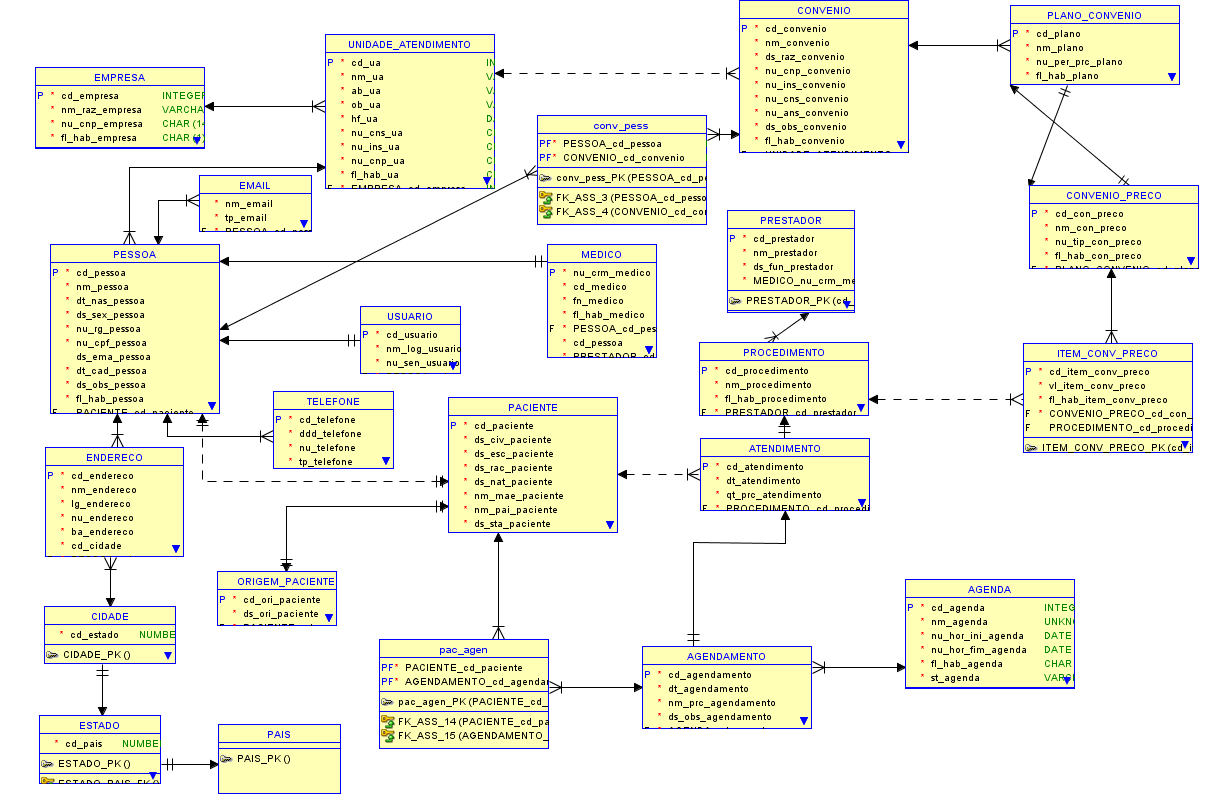 EMPRESA
P * cd_empresa INTEGER
* nm_raz_empresa VARCHA
* nu_cnp_empresa CHAR (14
* fl_hab_empresa CHAR (1)
UNIDADE_ATENDIMENTO
P * cd_ua IN
* nm_ua V
* ab_ua V
* ob_ua V
hf_ua D
* nu_cns_ua C
* nu_ins_ua C
* nu_cnp_ua C
* fl_hab_ua C
F * EMPRESA_cd_empresa
CONVENIO
P * cd_convenio
* nm_convenio
* ds_raz_convenio
* nu_cnp_convenio
* nu_ins_convenio
* nu_cns_convenio
* nu_ans_convenio
* ds_obs_convenio
* fl_hab_convenio
F * UNIDADE_ATENDIMENTO
PLANO_CONVENIO
P * cd_plano
* nm_plano
* nu_per_prc_plano
* fl_hab_plano
conv_pess
PF* PESSOA_cd_pessoa
PF* CONVENIO_cd_convenio
conv_pess_PK (PESSOA_cd_pe
FK_ASS_3 (PESSOA_cd_pesso
FK_ASS_4 (CONVENIO_cd_con
EMAIL
* nm_email
* tp_email
F * PESSOA_cd_pess
CONVENIO_PRECO
P * cd_con_preco
* nm_con_preco
* nu_tip_con_preco
* fl_hab_con_preco
F * PLANO_CONVENIO_cd_pl
PESSOA
P * cd_pessoa
* nm_pessoa
* dt_nas_pessoa
* ds_sex_pessoa
* nu_rg_pessoa
* nu_cpf_pessoa
ds_ema_pessoa
* dt_cad_pessoa
* ds_obs_pessoa
* fl_hab_pessoa
F PACIENTE_cd_paciente
MEDICO
P * nu_crm_medico
* cd_medico
* fn_medico
* fl_hab_medico
F * PESSOA_cd_pes
* cd_pessoa
* PRESTADOR_cd
PRESTADOR
P * cd_prestador
* nm_prestador
* ds_fun_prestador
* MEDICO_nu_crm_me
PRESTADOR_PK (cd_
USUARIO
P * cd_usuario
* nm_log_usuario
* nu_sen_usuario
PROCEDIMENTO
P * cd_procedimento
* nm_procedimento
* fl_hab_procedimento
F * PRESTADOR_cd_prestador
ITEM_CONV_PRECO
P * cd_item_conv_preco
* vl_item_conv_preco
* fl_hab_item_conv_preco
F * CONVENIO_PRECO_cd_con_
F PROCEDIMENTO_cd_procedi
ITEM_CONV_PRECO_PK (cd_i
TELEFONE
P * cd_telefone
* ddd_telefone
* nu_telefone
* tp_telefone
PACIENTE
P * cd_paciente
* ds_civ_paciente
* ds_esc_paciente
* ds_rac_paciente
* ds_nat_paciente
* nm_mae_paciente
* nm_pai_paciente
* ds_sta_paciente
ATENDIMENTO
P * cd_atendimento
* dt_atendimento
* qt_prc_atendimento
F * PROCEDIMENTO_cd_procedi
ENDERECO
P * cd_endereco
* nm_endereco
* lg_endereco
* nu_endereco
* ba_endereco
* cd_cidade
ORIGEM_PACIENTE
P * cd_ori_paciente
* ds_ori_paciente
CIDADE
* cd_estado NUMBE
CIDADE_PK ()
AGENDA
P * cd_agenda INTEG
* nm_agenda UNKN
* nu_hor_ini_agenda DATE
* nu_hor_fim_agenda DATE
* fl_hab_agenda CHAR
* st_agenda VARC
pac_agen
PF* PACIENTE_cd_paciente
PF* AGENDAMENTO_cd_agenda
pac_agen_PK (PACIENTE_cd_
FK_ASS_14 (PACIENTE_cd_pa
FK_ASS_15 (AGENDAMENTO_
AGENDAMENTO
P * cd_agendamento
* dt_agendamento
* nm_prc_agendamento
* ds_obs_agendamento
ESTADO
* cd_pais NUMBE
ESTADO_PK ()
ESTADO_PAIS_FK ()
PAIS
PAIS_PK ()